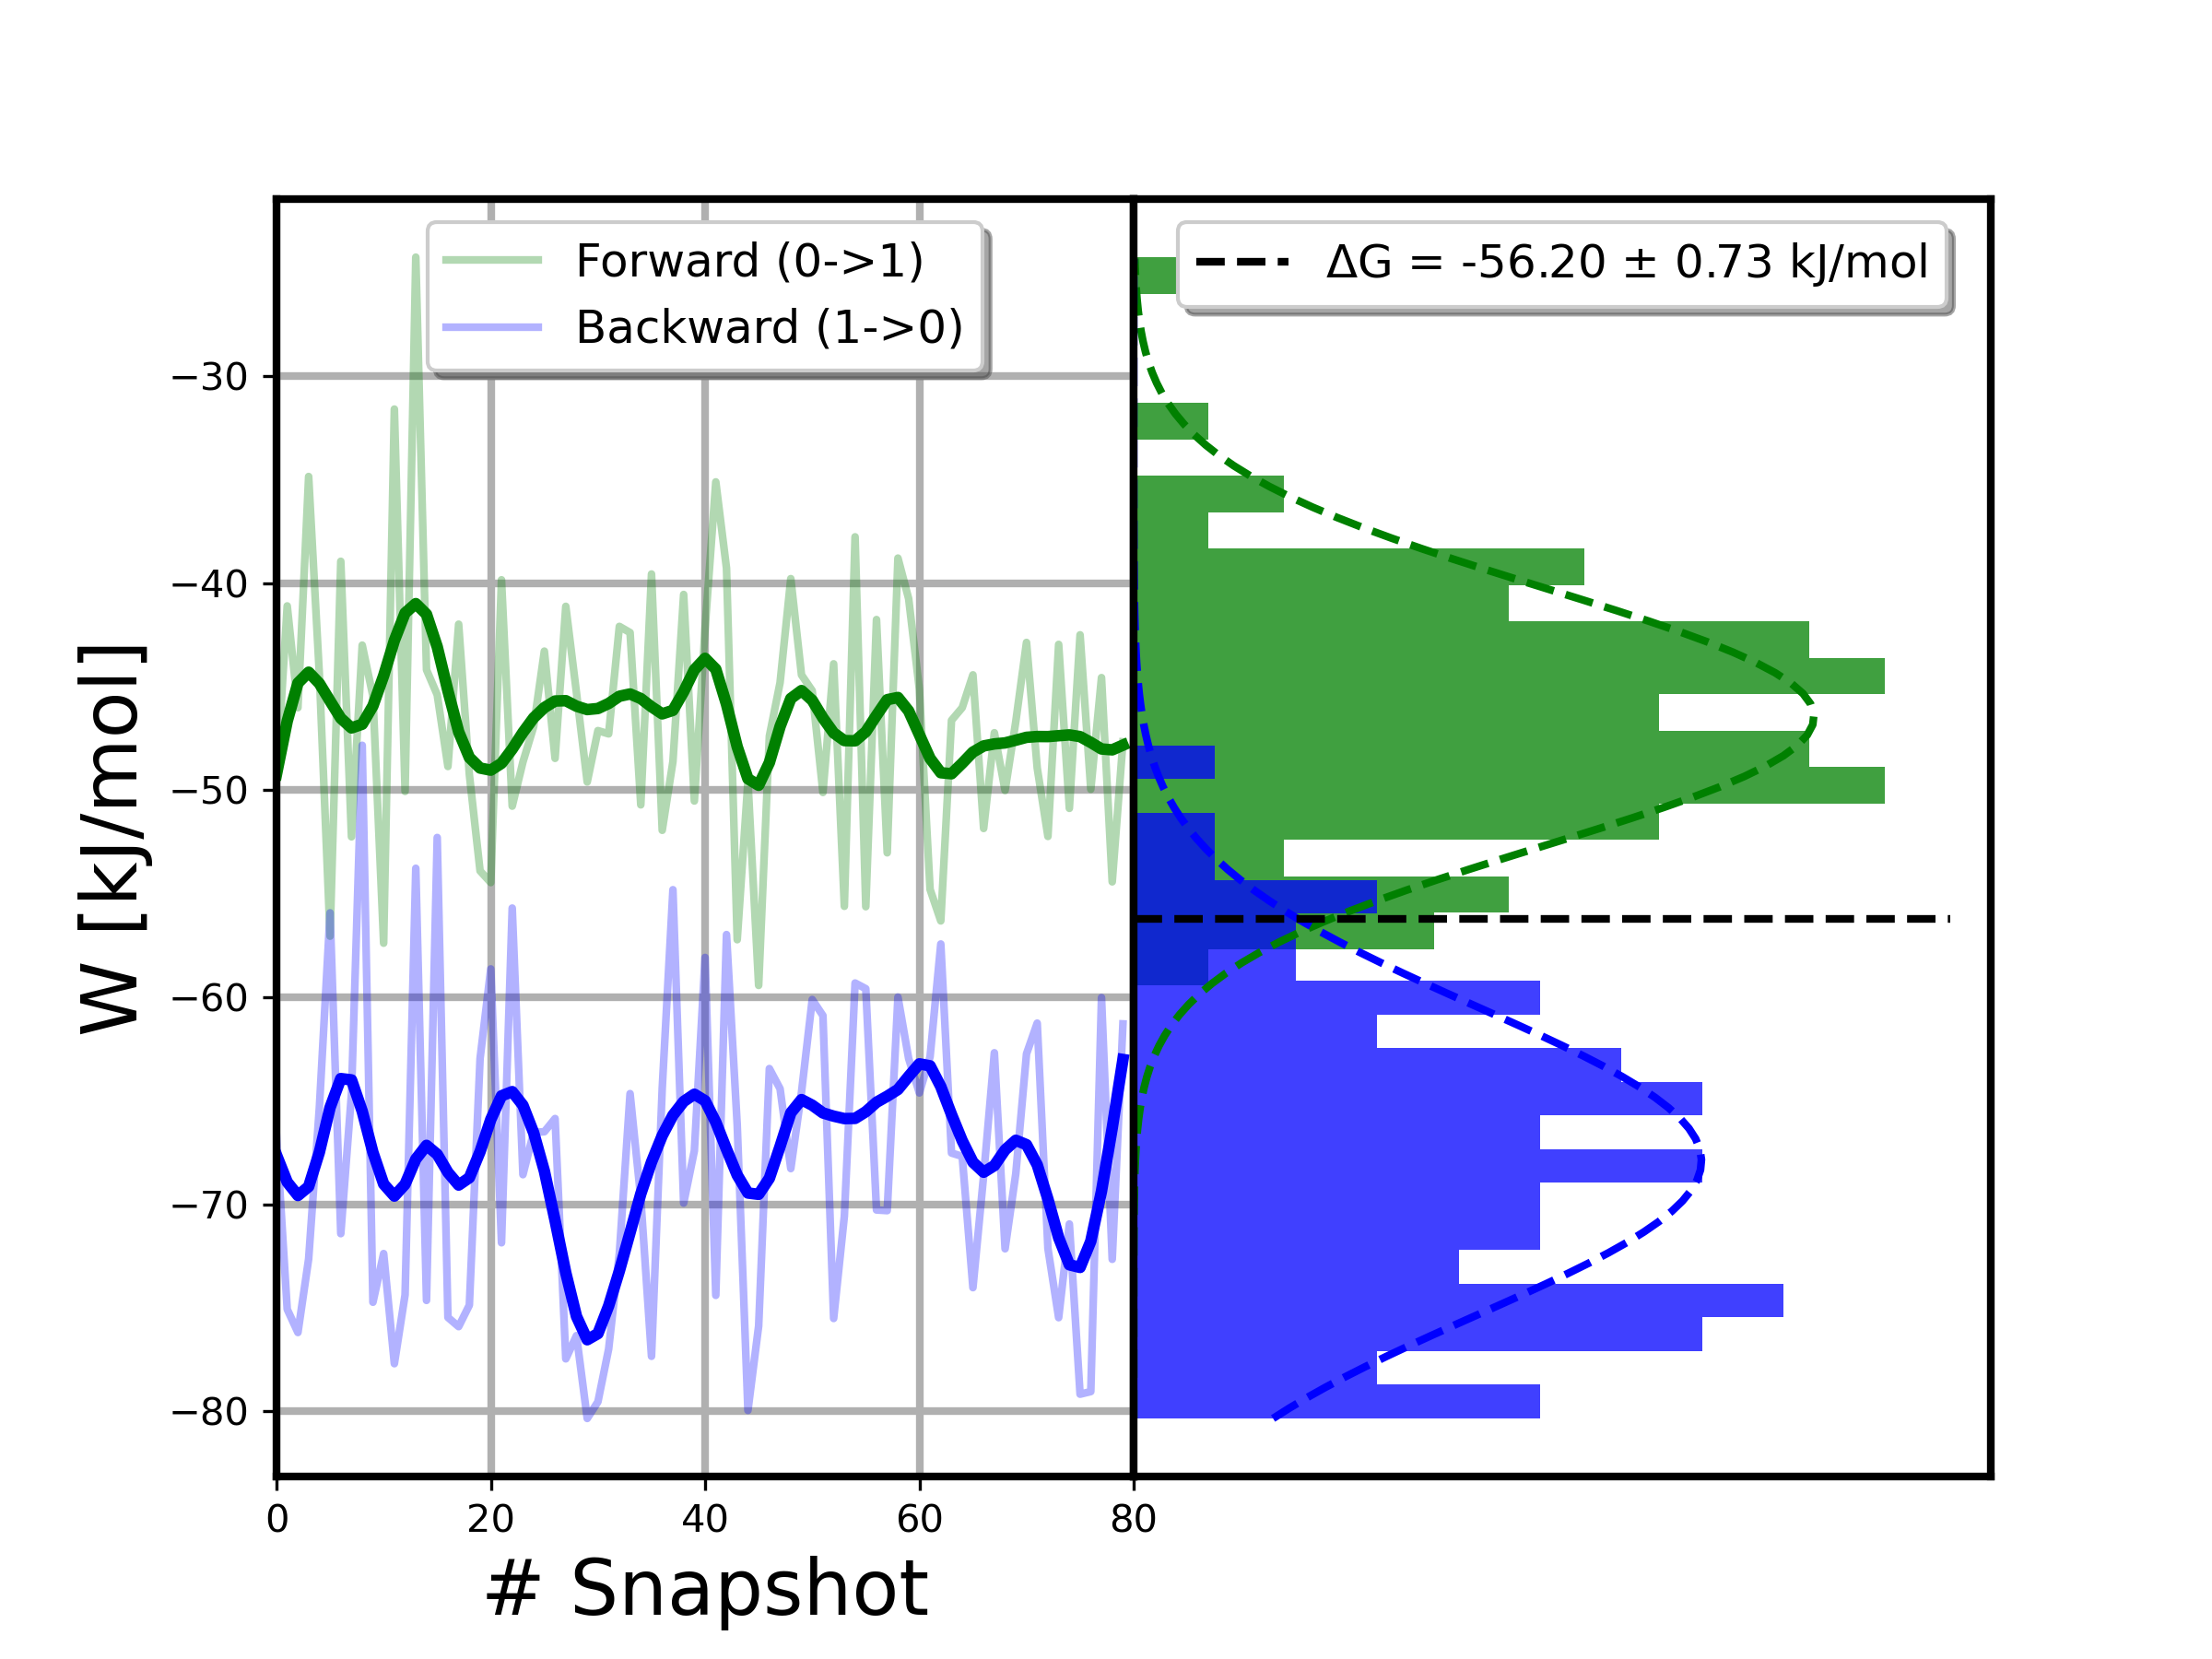 Forward (0->1)
Backward (1->0)
ΔG = -56.20 ± 0.73 kJ/mol
W [kJ/mol]
−30
−40
−50
−60
−70
−80
0 20 40 60 80
# Snapshot